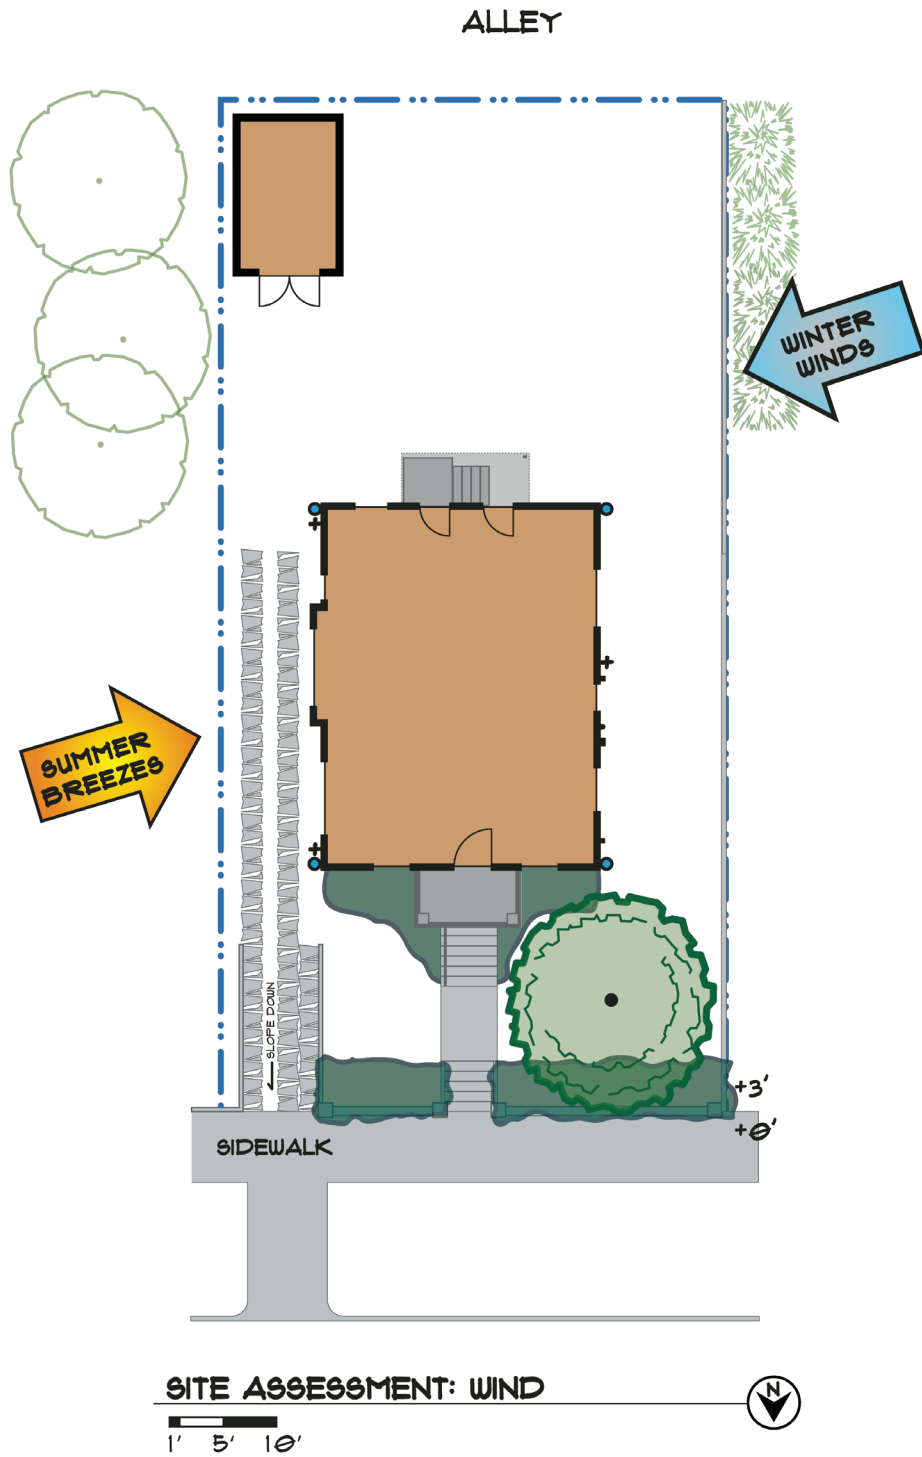 ALLEY
WINTER
WINDS
SUMMER
BREEZES
SLOPE DOWN
+3'
+0'
SIDEWALK
SITE ASSESSMENT: WIND
N
1' 5' 10'